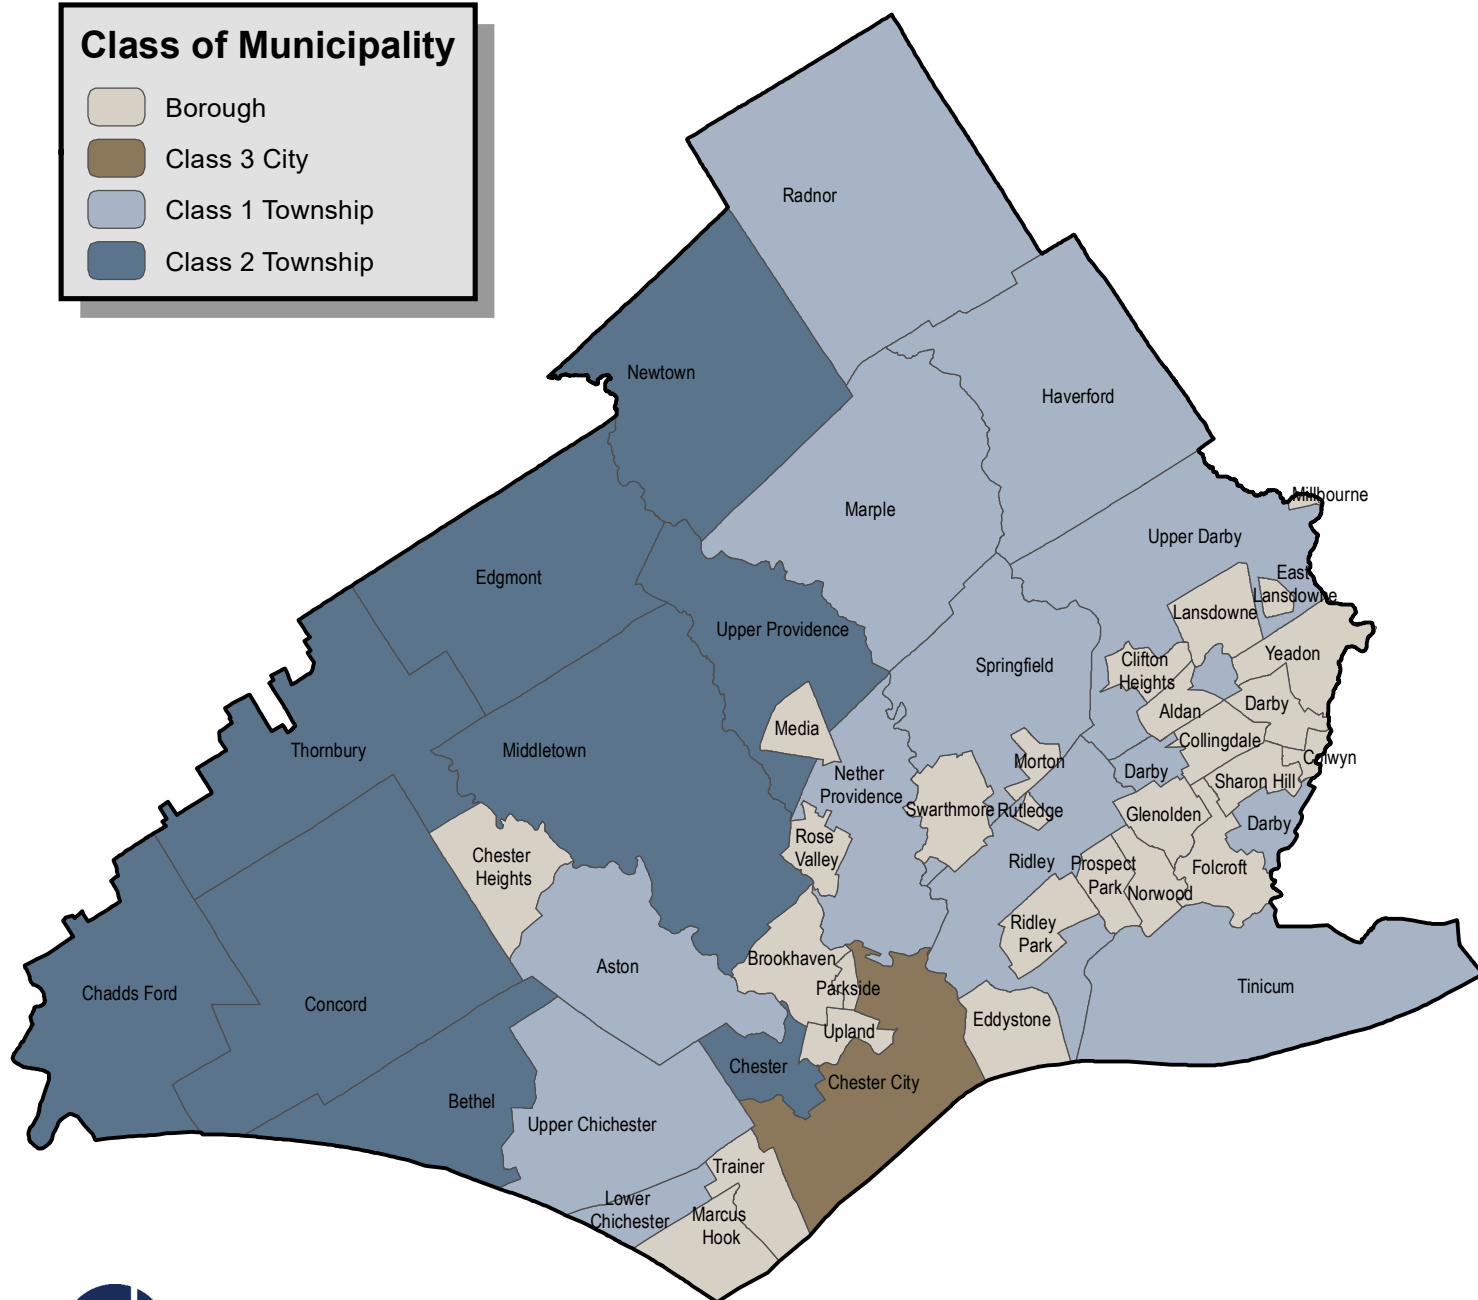 Class of Municipality
Borough
Class 3 City
Class 1 Township
Class 2 Township
Radnor
Newtown
Haverford
Millbourne
Marple
Upper Darby
East
Lansdowne
Edgmont
Lansdowne
Upper Providence
Springfield
Clifton
Heights
Yeadon
Aldan
Darby
Media
Thornbury
Middletown
Collingdale
Colwyn
Morton
Darby
Nether
Providence
Sharon Hill
Swarthmore
Rutledge
Glenolden
Darby
Rose
Valley
Chester
Heights
Ridley
Prospect
Park
Norwood
Folcroft
Ridley
Park
Brookhaven
Aston
Parkside
Tinicum
Chadds Ford
Concord
Eddystone
Upland
Chester
Chester City
Bethel
Upper Chichester
Trainer
Lower
Chichester
Marcus
Hook